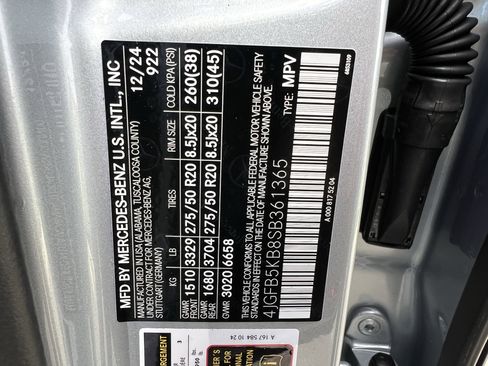 MFD BY MERCEDES-BENZ U.S. INTL., INC
MANUFACTURED IN USA (ALABAMA, TUSCALOOSA COUNTY)
UNDER CONTRACT FOR MERCEDES-BENZ AG,
STUTTGART (GERMANY)
12/24
922
KG LB TIRES RIM SIZE COLD KPA (PSI)
GAWR FRONT 1510 3329 275/50 R20 8.5Jx20 260(38)
GAWR REAR 1680 3704 275/50 R20 8.5Jx20 310(45)
GVWR 3020 6658
THIS VEHICLE CONFORMS TO ALL APPLICABLE FEDERAL MOTOR VEHICLE SAFETY
STANDARDS IN EFFECT ON THE DATE OF MANUFACTURE SHOWN ABOVE.
4JGFB5KB8SB361365 TYPE: MPV
A 000 817 52 04
A 167 584 10 24